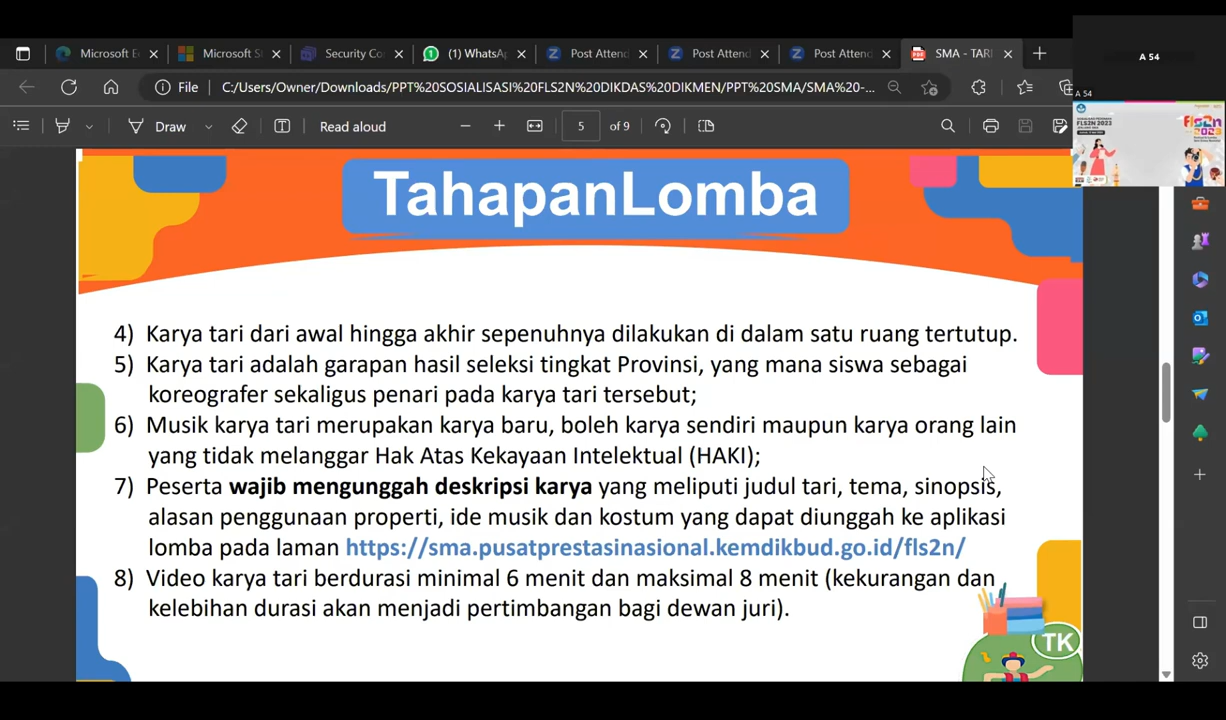 Microsoft E
Microsoft S
Security Co
(1) WhatsA
Post Attend
Post Attend
Post Attend
SMA - TARI
A 54
File
C:/Users/Owner/Downloads/PPT%20SOSIALISASI%20FLS2N%20DIKDAS%20DIKMEN/PPT%20SMA/SMA%20-...
A 54
Draw
Read aloud
5
of 9
FLS2N 2023
FLS2N
2023
TahapanLomba
4) Karya tari dari awal hingga akhir sepenuhnya dilakukan di dalam satu ruang tertutup.
5) Karya tari adalah garapan hasil seleksi tingkat Provinsi, yang mana siswa sebagai
koreografer sekaligus penari pada karya tari tersebut;
6) Musik karya tari merupakan karya baru, boleh karya sendiri maupun karya orang lain
yang tidak melanggar Hak Atas Kekayaan Intelektual (HAKI);
7) Peserta wajib mengunggah deskripsi karya yang meliputi judul tari, tema, sinopsis,
alasan penggunaan properti, ide musik dan kostum yang dapat diunggah ke aplikasi
lomba pada laman https://sma.pusatprestasinasional.kemdikbud.go.id/fls2n/
8) Video karya tari berdurasi minimal 6 menit dan maksimal 8 menit (kekurangan dan
kelebihan durasi akan menjadi pertimbangan bagi dewan juri).
TK